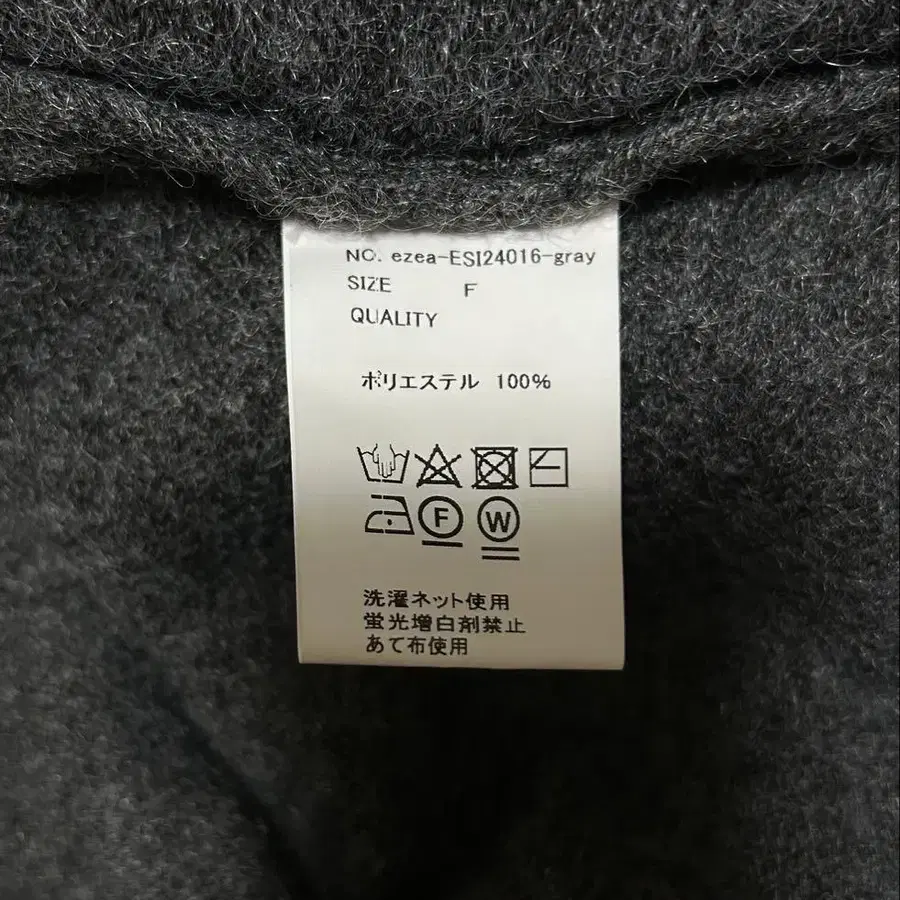 NO. ezea-ESI24016-gray
SIZE F
QUALITY
ポリエステル 100%
F W
洗濯ネット使用
蛍光増白剤禁止
あて布使用